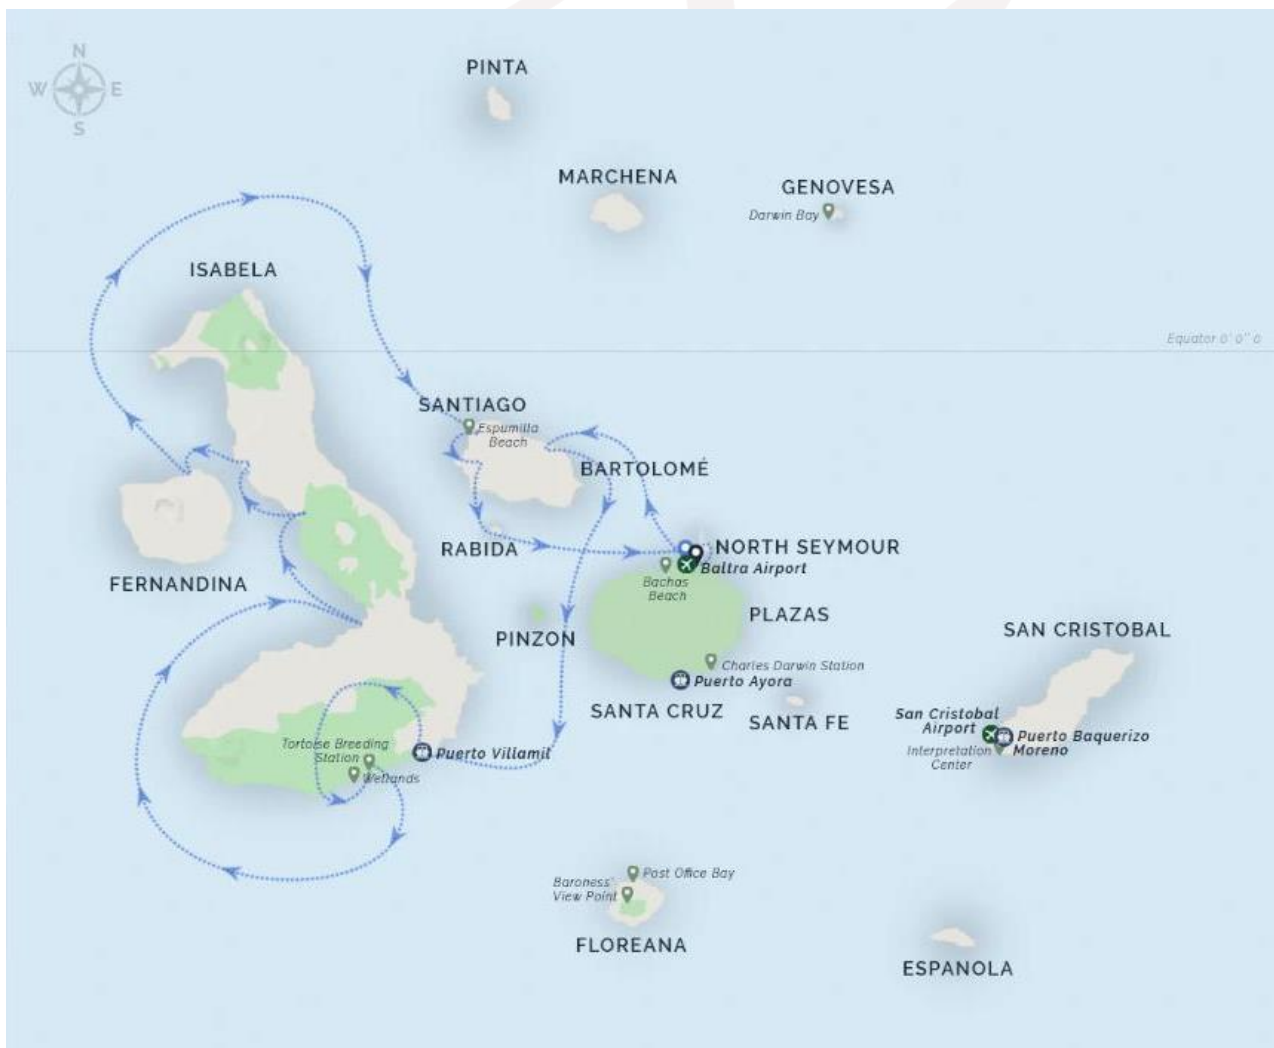 N
W
E
S
PINTA
MARCHENA
GENOVESA
Darwin Bay
ISABELA
Equator 0° 0'' 0
SANTIAGO
Espumilla
Beach
BARTOLOMÉ
RABIDA
NORTH SEYMOUR
Baltra Airport
Bachas
Beach
FERNANDINA
PLAZAS
PINZON
SAN CRISTOBAL
Charles Darwin Station
Puerto Ayora
SANTA CRUZ
SANTA FE
San Cristobal
Airport
Puerto Baquerizo
Moreno
Interpretation
Center
Tortoise Breeding
Station
Wetlands
Puerto Villamil
Post Office Bay
Baroness'
View Point
FLOREANA
ESPANOLA